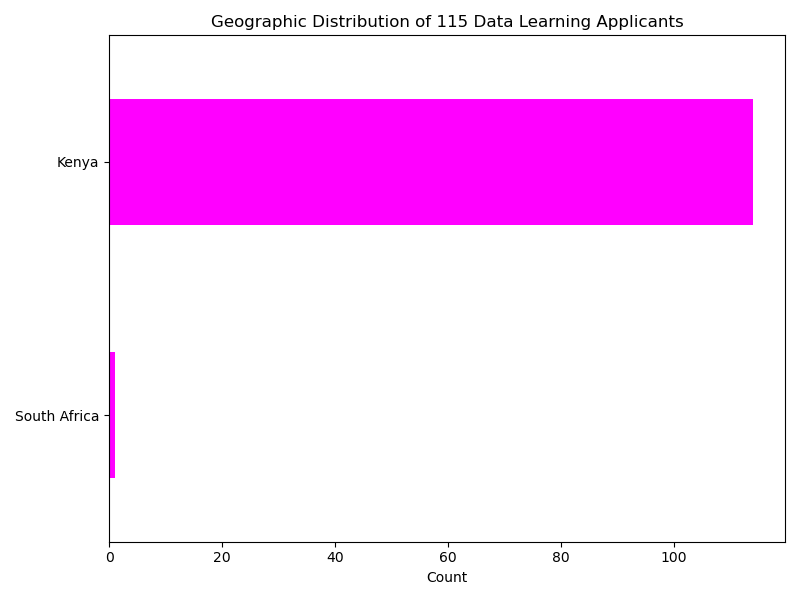 Geographic Distribution of 115 Data Learning Applicants
Kenya
South Africa
0 20 40 60 80 100
Count